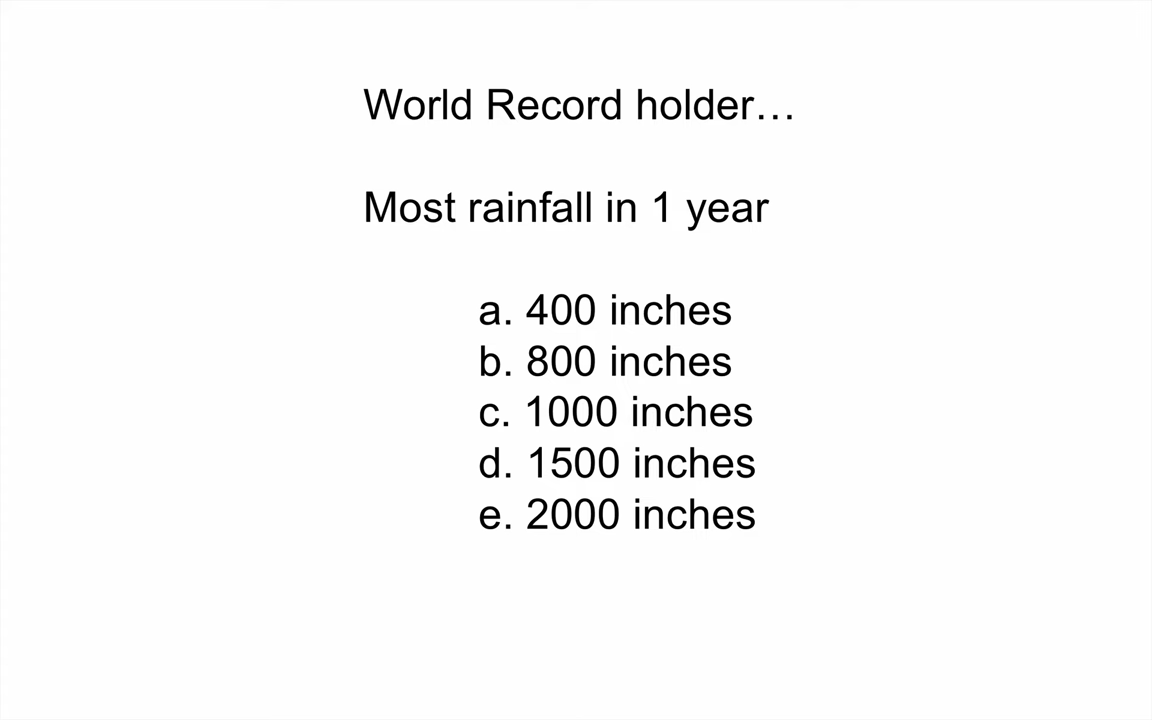 World Record holder…
Most rainfall in 1 year
a. 400 inches
b. 800 inches
c. 1000 inches
d. 1500 inches
e. 2000 inches